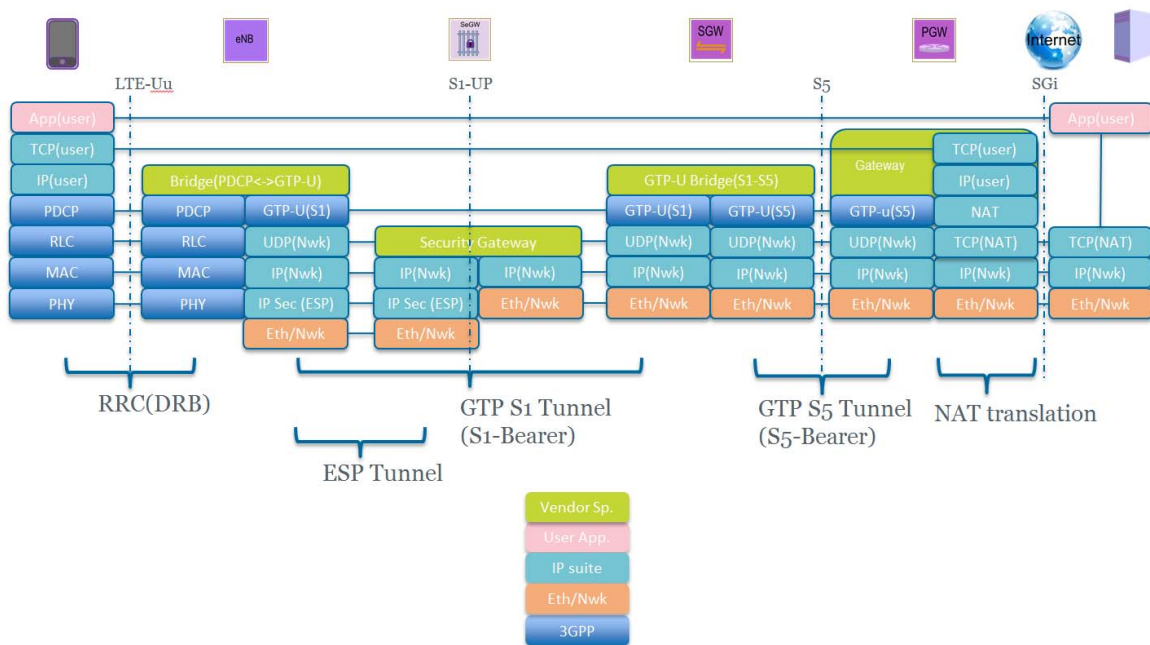 eNB
SeGW
SGW
PGW
Internet
LTE-Uu
S1-UP
S5
SGi
App(user)
App(user)
TCP(user)
Gateway
TCP(user)
IP(user)
Bridge(PDCP<->GTP-U)
GTP-U Bridge(S1-S5)
IP(user)
PDCP
PDCP
GTP-U(S1)
GTP-U(S1)
GTP-U(S5)
GTP-u(S5)
NAT
RLC
RLC
UDP(Nwk)
Security Gateway
UDP(Nwk)
UDP(Nwk)
UDP(Nwk)
TCP(NAT)
TCP(NAT)
MAC
MAC
IP(Nwk)
IP(Nwk)
IP(Nwk)
IP(Nwk)
IP(Nwk)
IP(Nwk)
IP(Nwk)
IP(Nwk)
PHY
PHY
IP Sec (ESP)
IP Sec (ESP)
Eth/Nwk
Eth/Nwk
Eth/Nwk
Eth/Nwk
Eth/Nwk
Eth/Nwk
Eth/Nwk
Eth/Nwk
RRC(DRB)
GTP S1 Tunnel
(S1-Bearer)
GTP S5 Tunnel
(S5-Bearer)
NAT translation
ESP Tunnel
Vendor Sp.
User App.
IP suite
Eth/Nwk
3GPP